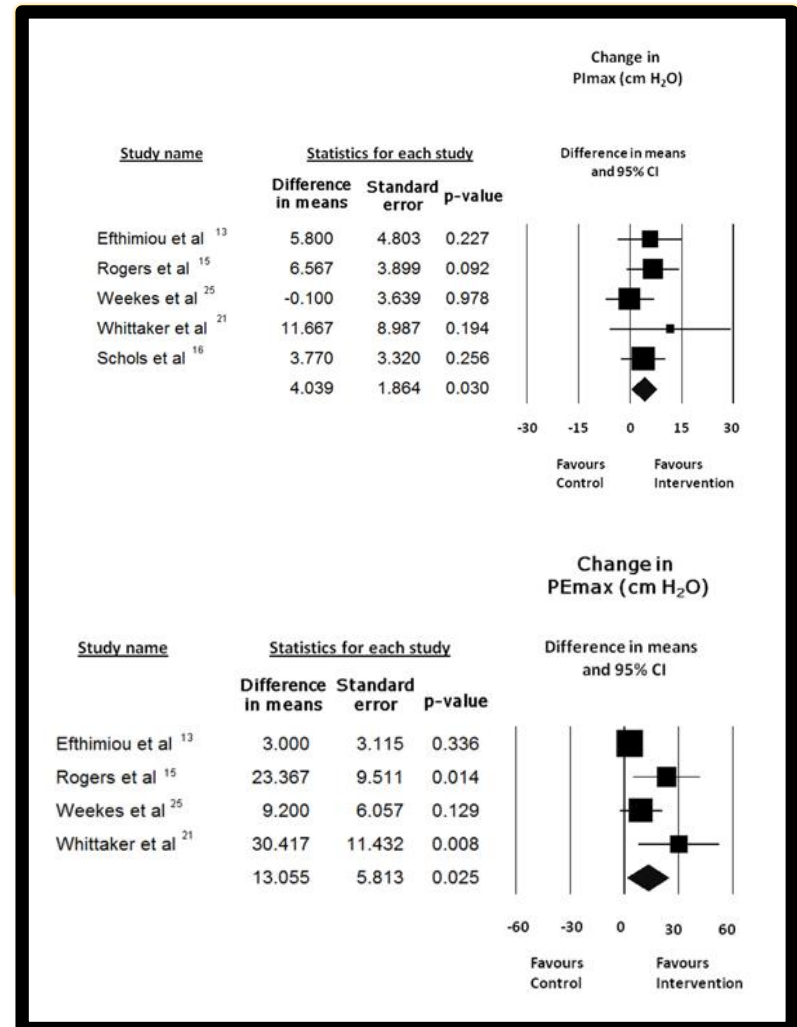 Change in
PImax (cm H₂O)
Study name Statistics for each study Difference in means
and 95% CI
Difference in means Standard error p-value
Efthimiou et al 13 5.800 4.803 0.227
Rogers et al 15 6.567 3.899 0.092
Weekes et al 25 -0.100 3.639 0.978
Whittaker et al 21 11.667 8.987 0.194
Schols et al 16 3.770 3.320 0.256
4.039 1.864 0.030
-30 -15 0 15 30
Favours Control Favours Intervention
Change in
PEmax (cm H₂O)
Study name Statistics for each study Difference in means
and 95% CI
Difference in means Standard error p-value
Efthimiou et al 13 3.000 3.115 0.336
Rogers et al 15 23.367 9.511 0.014
Weekes et al 25 9.200 6.057 0.129
Whittaker et al 21 30.417 11.432 0.008
13.055 5.813 0.025
-60 -30 0 30 60
Favours Control Favours Intervention